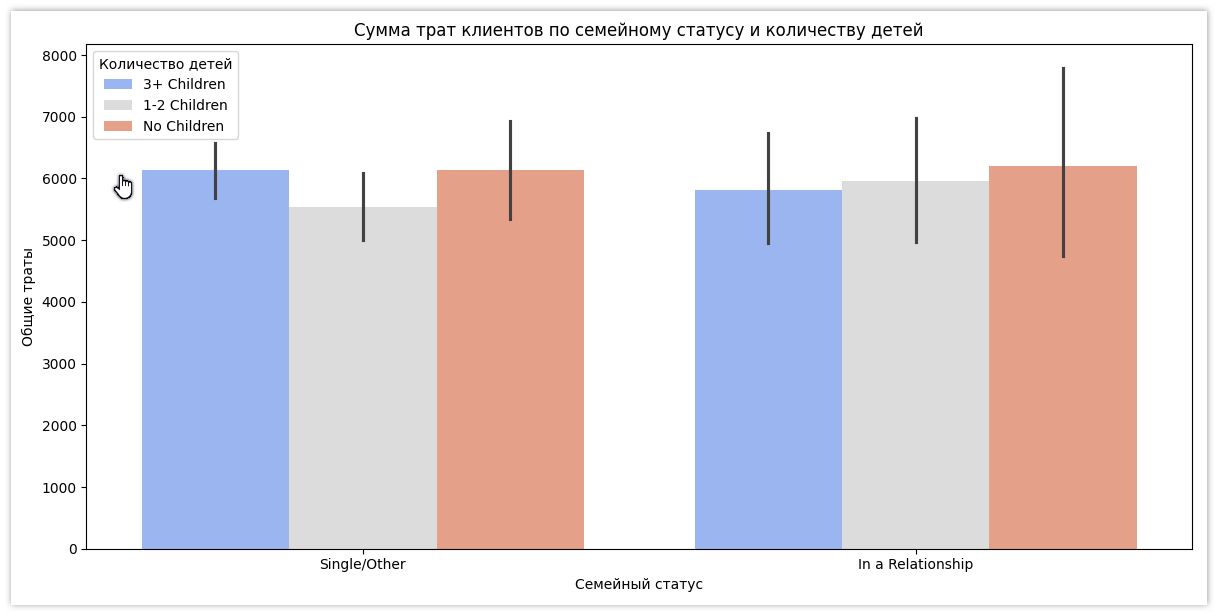 Сумма трат клиентов по семейному статусу и количеству детей
Количество детей
3+ Children
1-2 Children
No Children
Общие траты
8000
7000
6000
5000
4000
3000
2000
1000
0
Single/Other
In a Relationship
Семейный статус